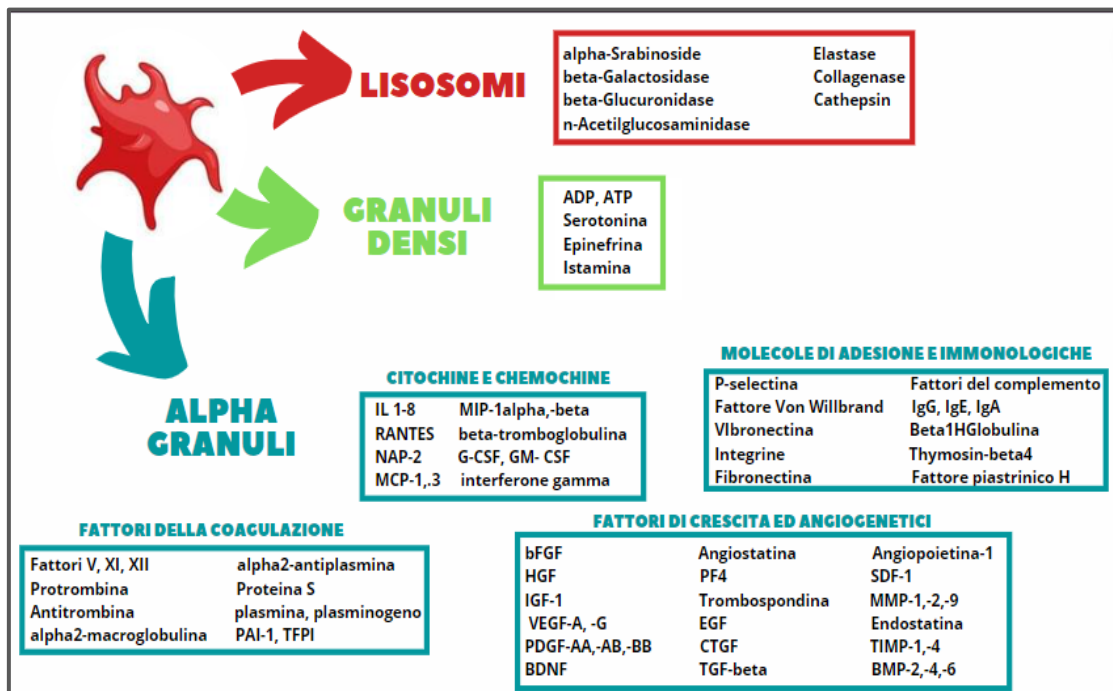 LISOSOMI
alpha-Srabinoside Elastase
beta-Galactosidase Collagenase
beta-Glucuronidase Cathepsin
n-Acetilglucosaminidase
GRANULI
DENSI
ADP, ATP
Serotonina
Epinefrina
Istamina
ALPHA
GRANULI
CITOCHINE E CHEMOCHINE
IL 1-8 MIP-1alpha,-beta
RANTES beta-tromboglobulina
NAP-2 G-CSF, GM- CSF
MCP-1,.3 interferone gamma
MOLECOLE DI ADESIONE E IMMONOLOGICHE
P-selectina Fattori del complemento
Fattore Von Willbrand IgG, IgE, IgA
VIbronectina Beta1HGlobulina
Integrine Thymosin-beta4
Fibronectina Fattore piastrinico H
FATTORI DELLA COAGULAZIONE
Fattori V, XI, XII alpha2-antiplasmina
Protrombina Proteina S
Antitrombina plasmina, plasminogeno
alpha2-macroglobulina PAI-1, TFPI
FATTORI DI CRESCITA ED ANGIOGENETICI
bFGF Angiostatina Angiopoietina-1
HGF PF4 SDF-1
IGF-1 Trombospondina MMP-1,-2,-9
VEGF-A, -G EGF Endostatina
PDGF-AA,-AB,-BB CTGF TIMP-1,-4
BDNF TGF-beta BMP-2,-4,-6